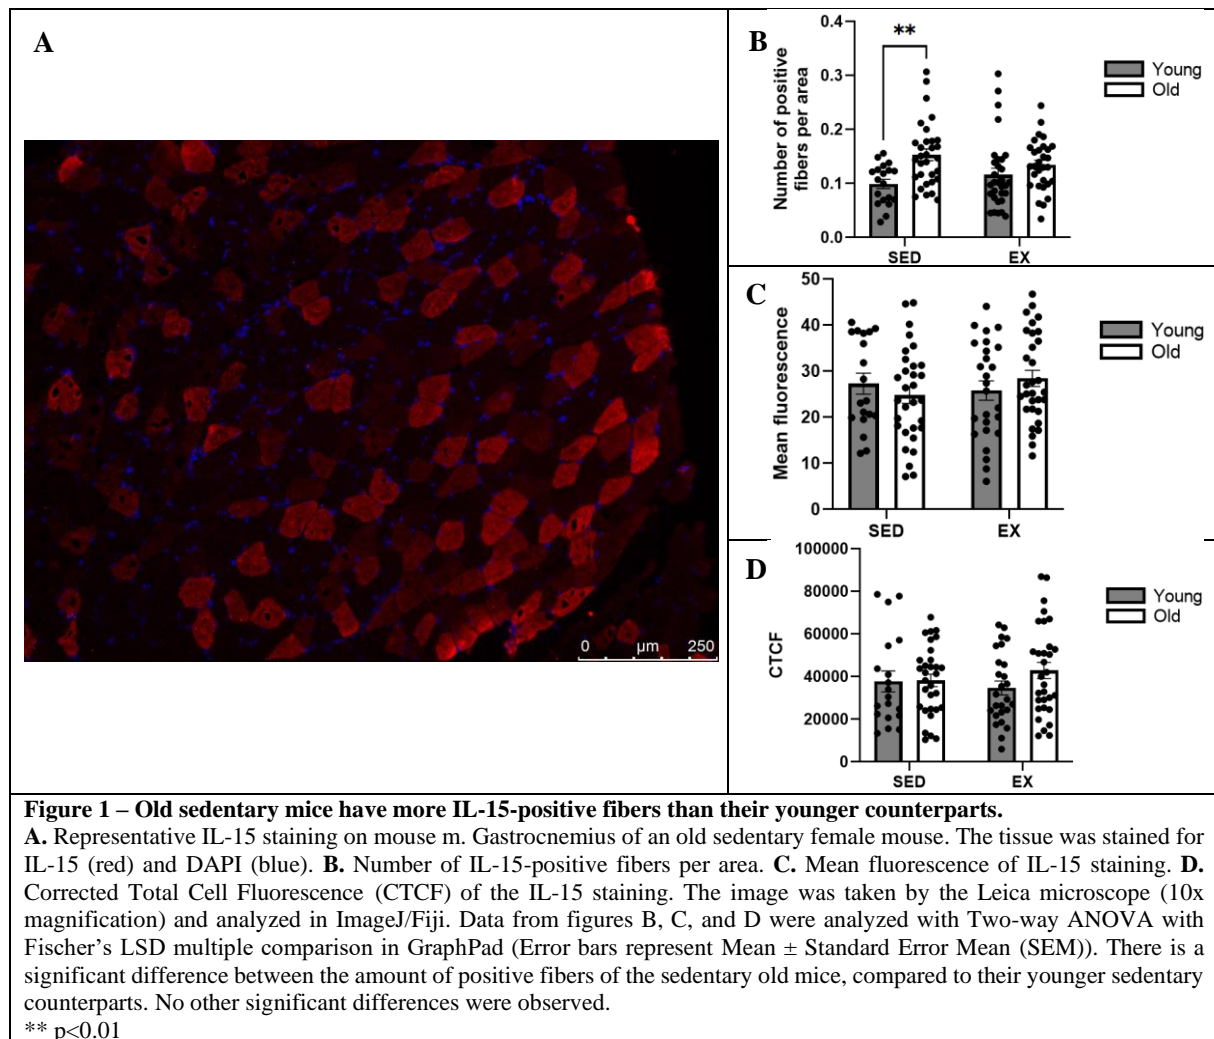 A
0 µm 250
B
Number of positive
fibers per area
0.4
0.3
0.2
0.1
0.0
**
SED EX
Young
Old
C
Mean fluorescence
50
40
30
20
10
0
SED EX
Young
Old
D
CTCF
100000
80000
60000
40000
20000
0
SED EX
Young
Old
Figure 1 – Old sedentary mice have more IL-15-positive fibers than their younger counterparts.
A. Representative IL-15 staining on mouse m. Gastrocnemius of an old sedentary female mouse. The tissue was stained for
IL-15 (red) and DAPI (blue). B. Number of IL-15-positive fibers per area. C. Mean fluorescence of IL-15 staining. D.
Corrected Total Cell Fluorescence (CTCF) of the IL-15 staining. The image was taken by the Leica microscope (10x
magnification) and analyzed in ImageJ/Fiji. Data from figures B, C, and D were analyzed with Two-way ANOVA with
Fischer’s LSD multiple comparison in GraphPad (Error bars represent Mean ± Standard Error Mean (SEM)). There is a
significant difference between the amount of positive fibers of the sedentary old mice, compared to their younger sedentary
counterparts. No other significant differences were observed.
** p<0.01